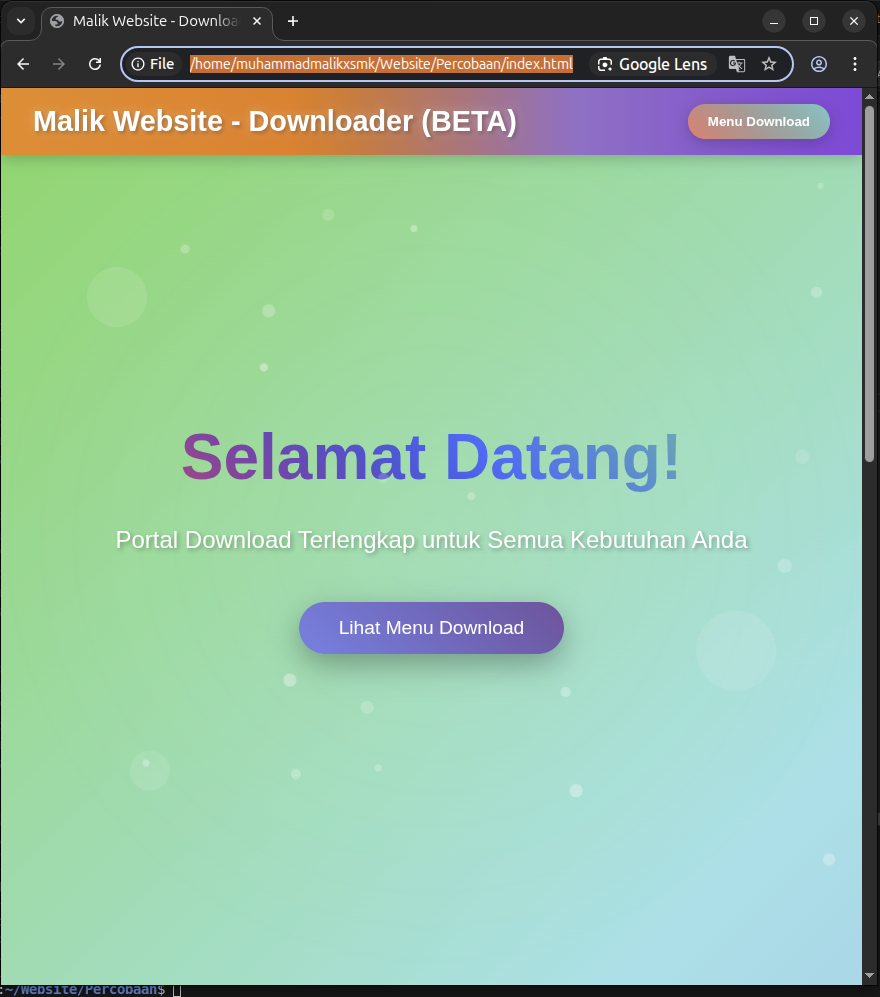 Malik Website - Downloa
File
/home/muhammadmalikxsmk/Website/Percobaan/index.html
Google Lens
Malik Website - Downloader (BETA)
Menu Download
Selamat Datang!
Portal Download Terlengkap untuk Semua Kebutuhan Anda
Lihat Menu Download
:~/Website/Percobaan$